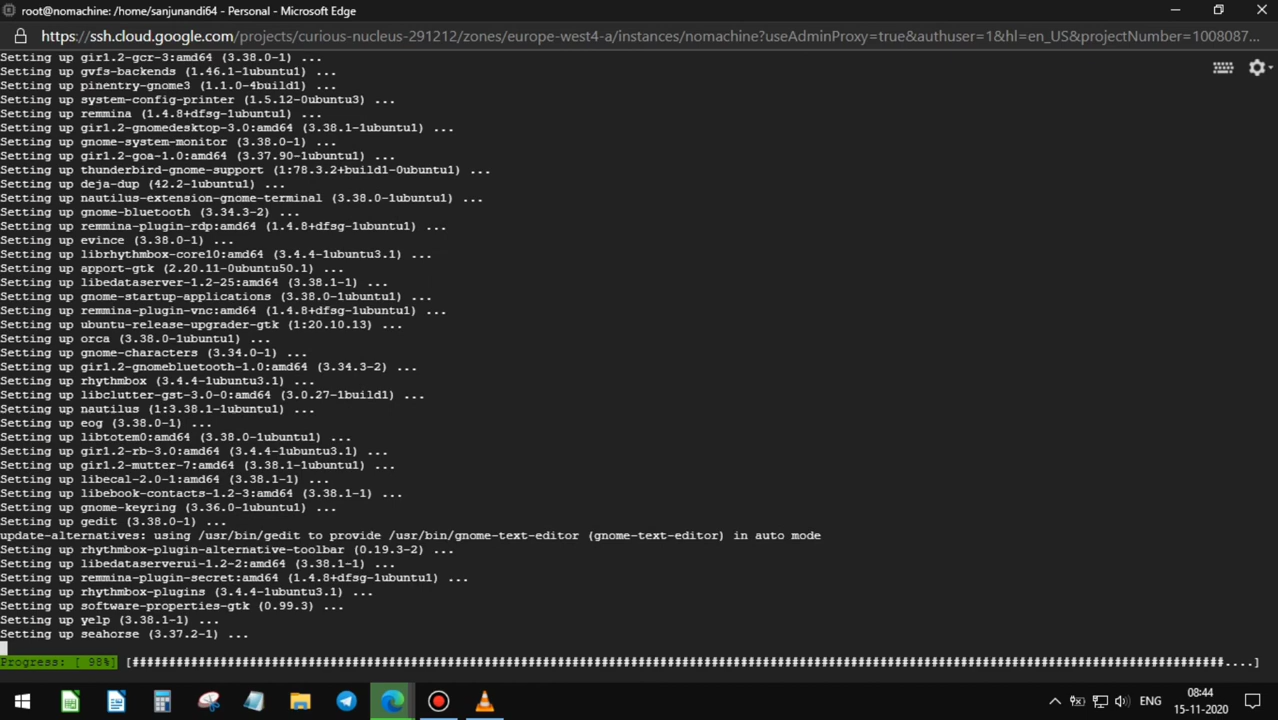 root@nomachine: /home/sanjunandi64 - Personal - Microsoft Edge
https://ssh.cloud.google.com/projects/curious-nucleus-291212/zones/europe-west4-a/instances/nomachine?useAdminProxy=true&authuser=1&hl=en_US&projectNumber=1008087...
Setting up gir1.2-gcr-3:amd64 (3.38.0-1) ...
Setting up gvfs-backends (1.46.1-1ubuntu1) ...
Setting up pinentry-gnome3 (1.1.0-4build1) ...
Setting up system-config-printer (1.5.12-0ubuntu3) ...
Setting up remmina (1.4.8+dfsg-1ubuntu1) ...
Setting up gir1.2-gnomedesktop-3.0:amd64 (3.38.1-1ubuntu1) ...
Setting up gnome-system-monitor (3.38.0-1) ...
Setting up gir1.2-goa-1.0:amd64 (3.37.90-1ubuntu1) ...
Setting up thunderbird-gnome-support (1:78.3.2+build1-0ubuntu1) ...
Setting up deja-dup (42.2-1ubuntu1) ...
Setting up nautilus-extension-gnome-terminal (3.38.0-1ubuntu1) ...
Setting up gnome-bluetooth (3.34.3-2) ...
Setting up remmina-plugin-rdp:amd64 (1.4.8+dfsg-1ubuntu1) ...
Setting up evince (3.38.0-1) ...
Setting up librhythmbox-core10:amd64 (3.4.4-1ubuntu3.1) ...
Setting up apport-gtk (2.20.11-0ubuntu50.1) ...
Setting up libedataserver-1.2-25:amd64 (3.38.1-1) ...
Setting up gnome-startup-applications (3.38.0-1ubuntu1) ...
Setting up remmina-plugin-vnc:amd64 (1.4.8+dfsg-1ubuntu1) ...
Setting up ubuntu-release-upgrader-gtk (1:20.10.13) ...
Setting up orca (3.38.0-1ubuntu1) ...
Setting up gnome-characters (3.34.0-1) ...
Setting up gir1.2-gnomebluetooth-1.0:amd64 (3.34.3-2) ...
Setting up rhythmbox (3.4.4-1ubuntu3.1) ...
Setting up libclutter-gst-3.0-0:amd64 (3.0.27-1build1) ...
Setting up nautilus (1:3.38.1-1ubuntu1) ...
Setting up eog (3.38.0-1) ...
Setting up libtotem0:amd64 (3.38.0-1ubuntu1) ...
Setting up gir1.2-rb-3.0:amd64 (3.4.4-1ubuntu3.1) ...
Setting up gir1.2-mutter-7:amd64 (3.38.1-1ubuntu1) ...
Setting up libecal-2.0-1:amd64 (3.38.1-1) ...
Setting up libebook-contacts-1.2-3:amd64 (3.38.1-1) ...
Setting up gnome-keyring (3.36.0-1ubuntu1) ...
Setting up gedit (3.38.0-1) ...
update-alternatives: using /usr/bin/gedit to provide /usr/bin/gnome-text-editor (gnome-text-editor) in auto mode
Setting up rhythmbox-plugin-alternative-toolbar (0.19.3-2) ...
Setting up libedataserverui-1.2-2:amd64 (3.38.1-1) ...
Setting up remmina-plugin-secret:amd64 (1.4.8+dfsg-1ubuntu1) ...
Setting up rhythmbox-plugins (3.4.4-1ubuntu3.1) ...
Setting up software-properties-gtk (0.99.3) ...
Setting up yelp (3.38.1-1) ...
Setting up seahorse (3.37.2-1) ...
Progress: [ 98%] [#####################################################################################################################################################....]
ENG
08:44
15-11-2020